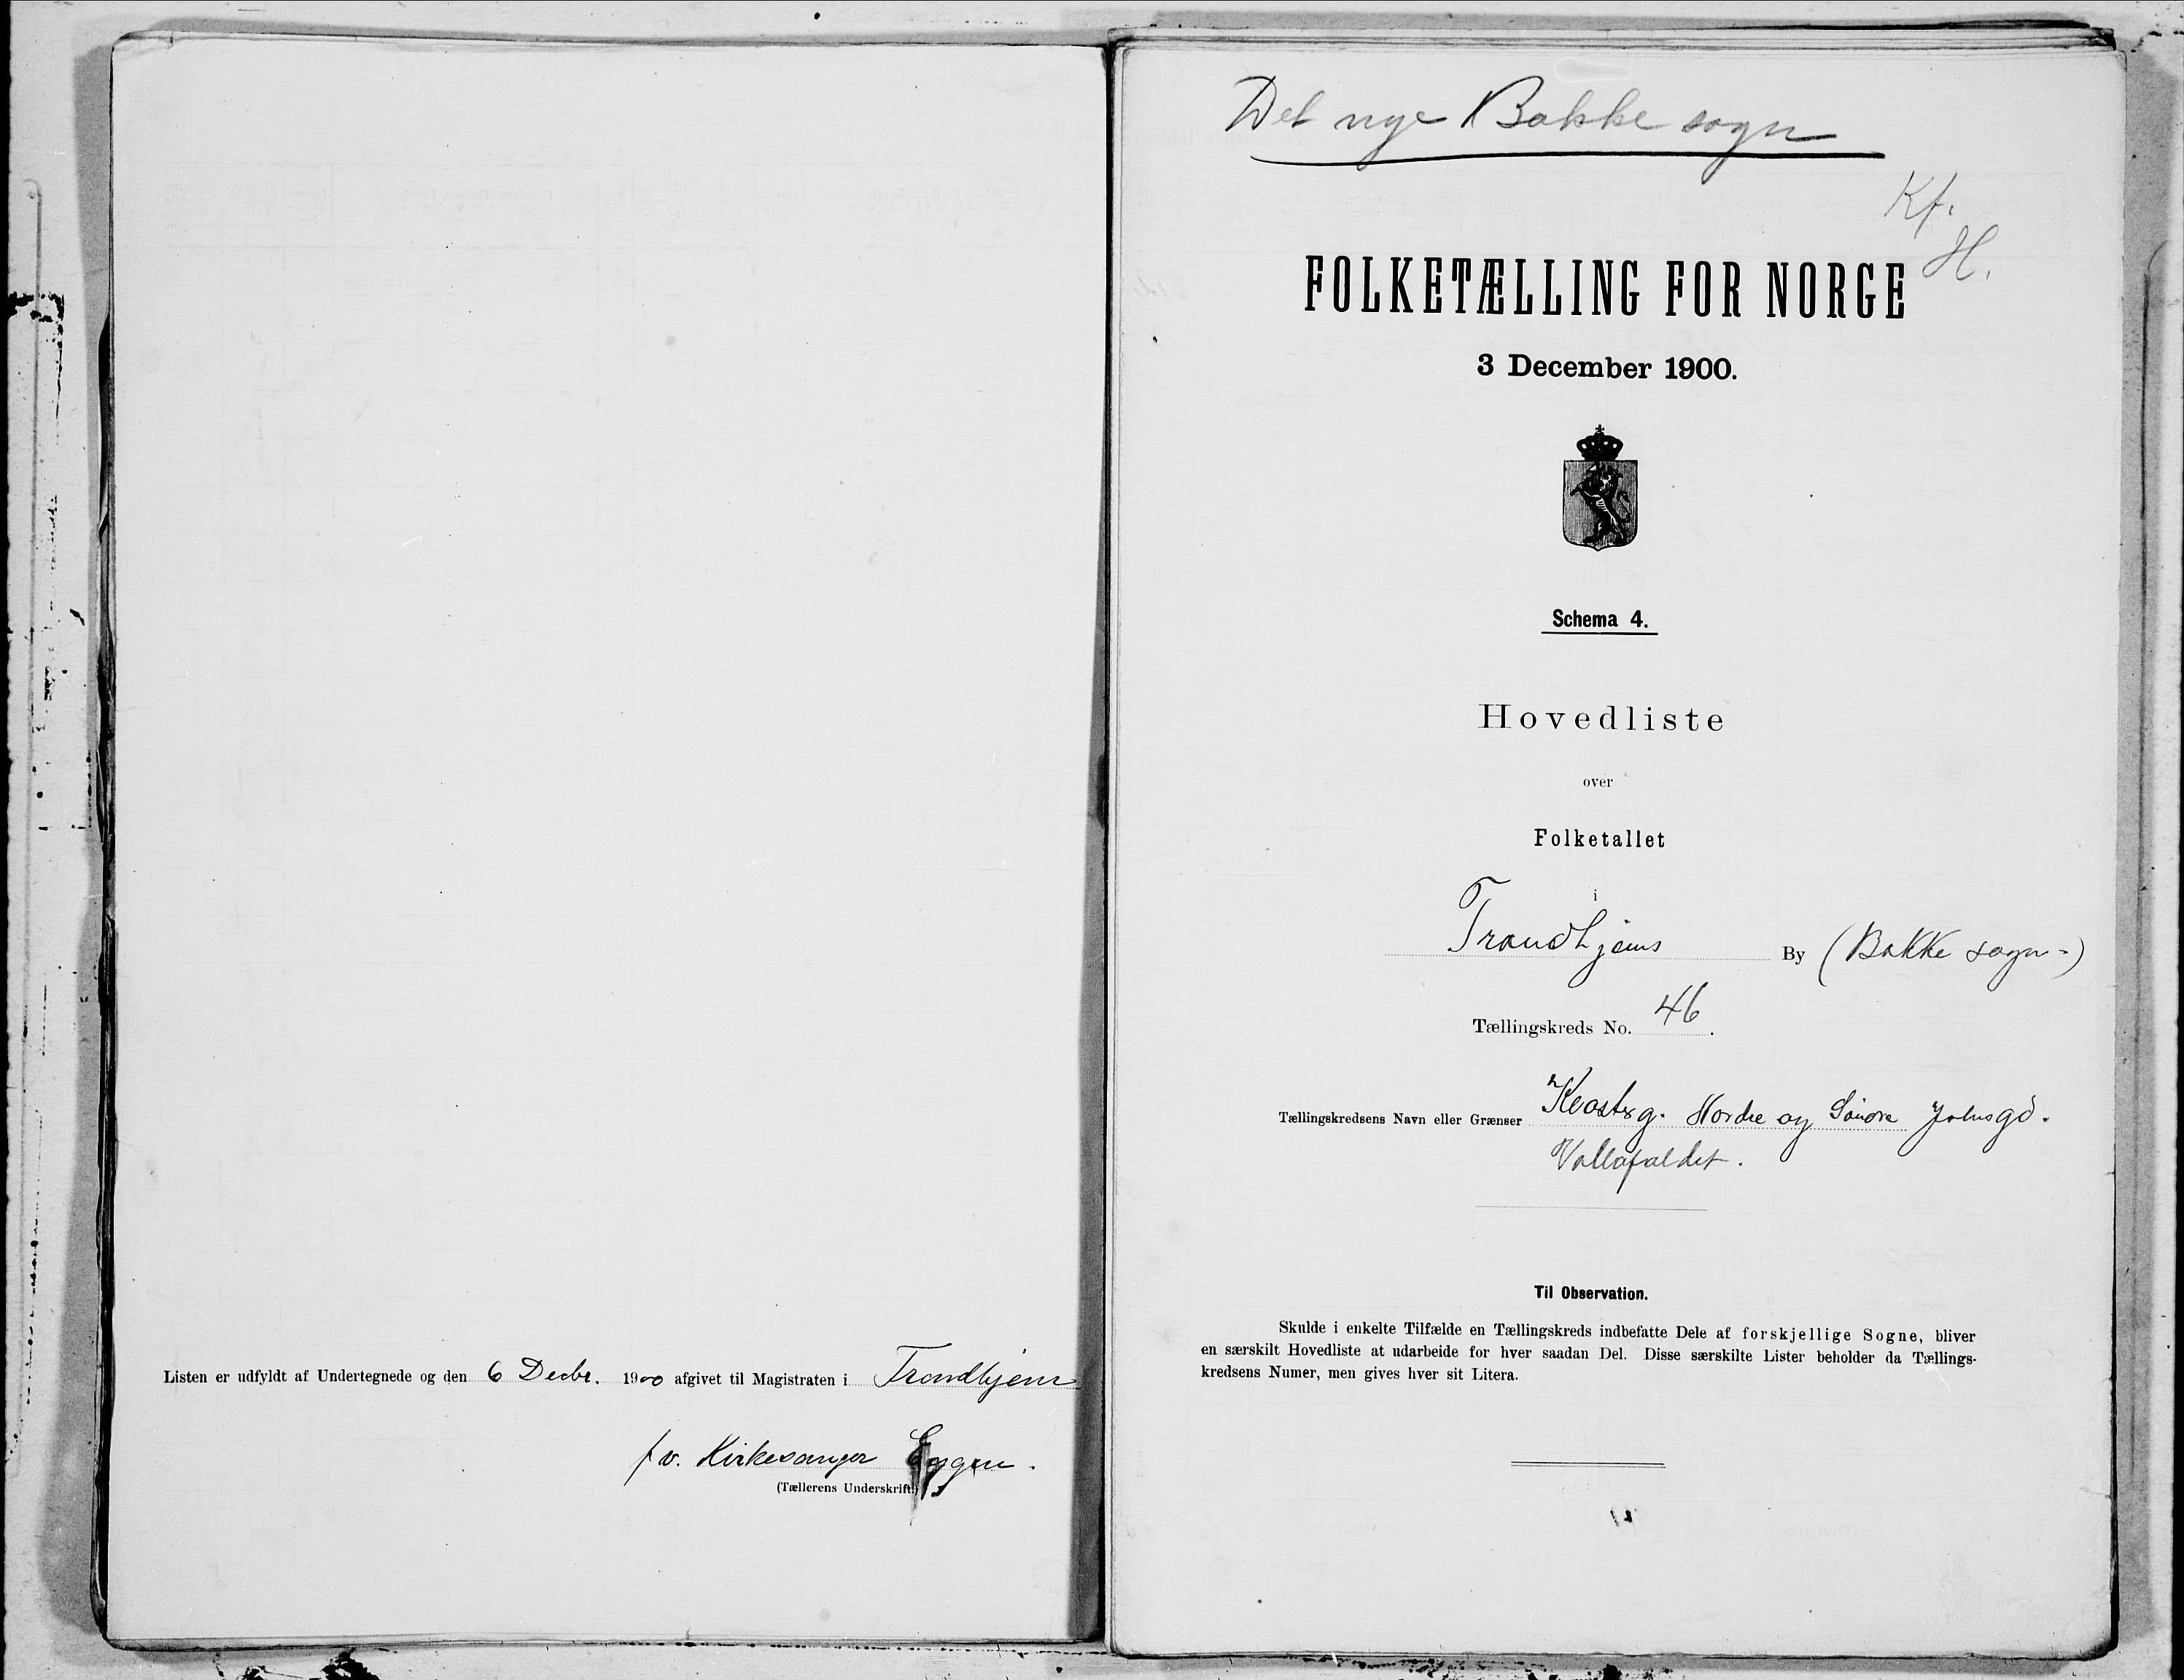 Listen er udfyldt af Undertegnede og den 6 Decbr. 1900 afgivet til Magistraten i Trondhjem
f v. Kirkesanger Eggen.
(Tællerens Underskrift.)
Det nye Bakke sogn
Kf.
H.
FOLKETÆLLING FOR NORGE
3 December 1900.
Schema 4.
Hovedliste
over
Folketallet
i
Trondhjems By (Bakke sogn-)
Tællingskreds No. 46.
Tællingskredsens Navn eller Grænser Klosterg. Nordre og Søndre Johsgd.
Vollafaldet.
Til Observation.
Skulde i enkelte Tilfælde en Tællingskreds indbefatte Dele af forskjellige Sogne, bliver
en særskilt Hovedliste at udarbeide for hver saadan Del. Disse særskilte Lister beholder da Tællings-
kredsens Numer, men gives hver sit Litera.